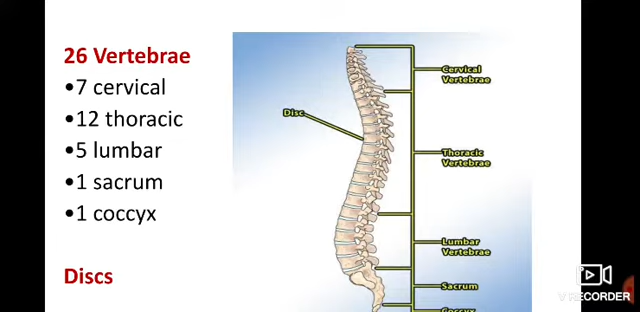 26 Vertebrae
•7 cervical
•12 thoracic
•5 lumbar
•1 sacrum
•1 coccyx
Discs
Disc
Cervical
Vertebrae
Thoracic
Vertebrae
Lumbar
Vertebrae
Sacrum
Coccyx
V RECORDER